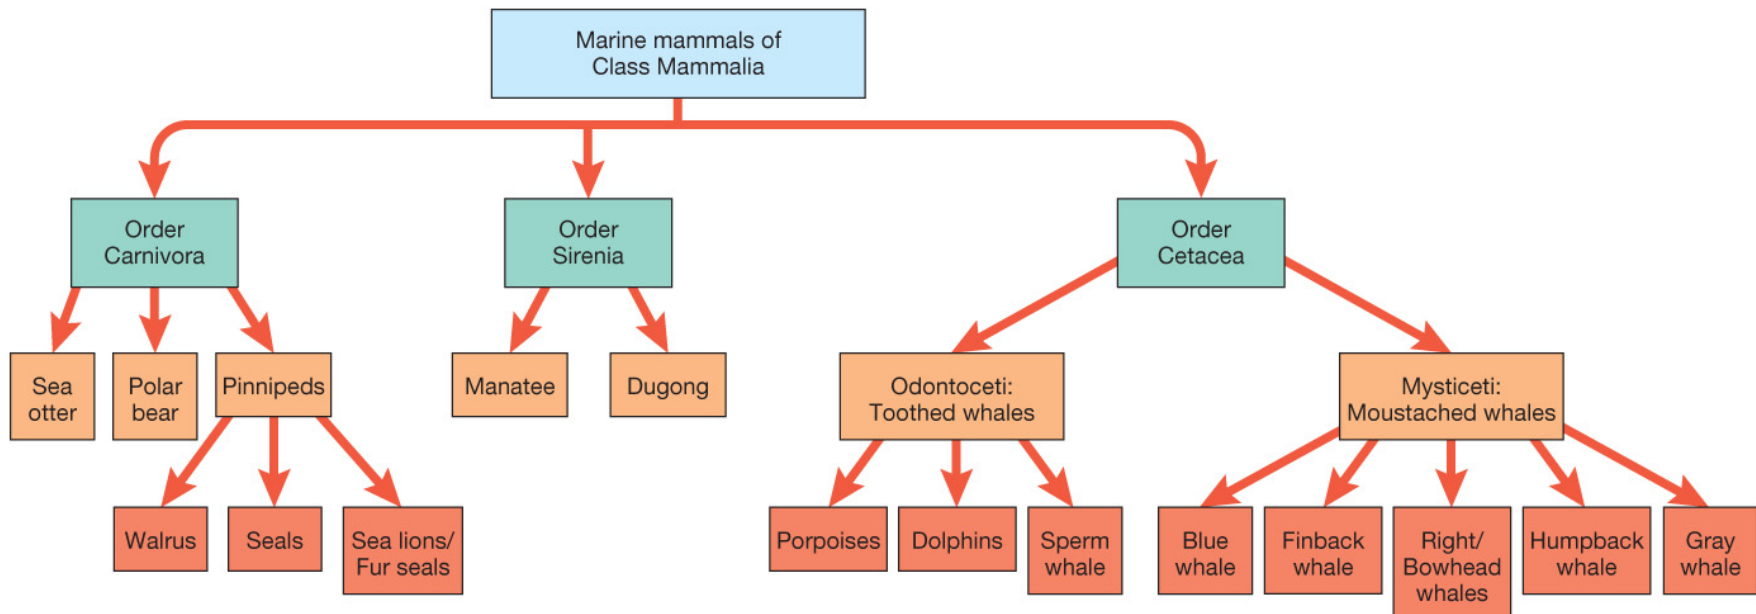 Marine mammals of
Class Mammalia
Order
Carnivora
Order
Sirenia
Order
Cetacea
Sea
otter
Polar
bear
Pinnipeds
Manatee
Dugong
Odontoceti:
Toothed whales
Mysticeti:
Moustached whales
Walrus
Seals
Sea lions/
Fur seals
Porpoises
Dolphins
Sperm
whale
Blue
whale
Finback
whale
Right/
Bowhead
whales
Humpback
whale
Gray
whale